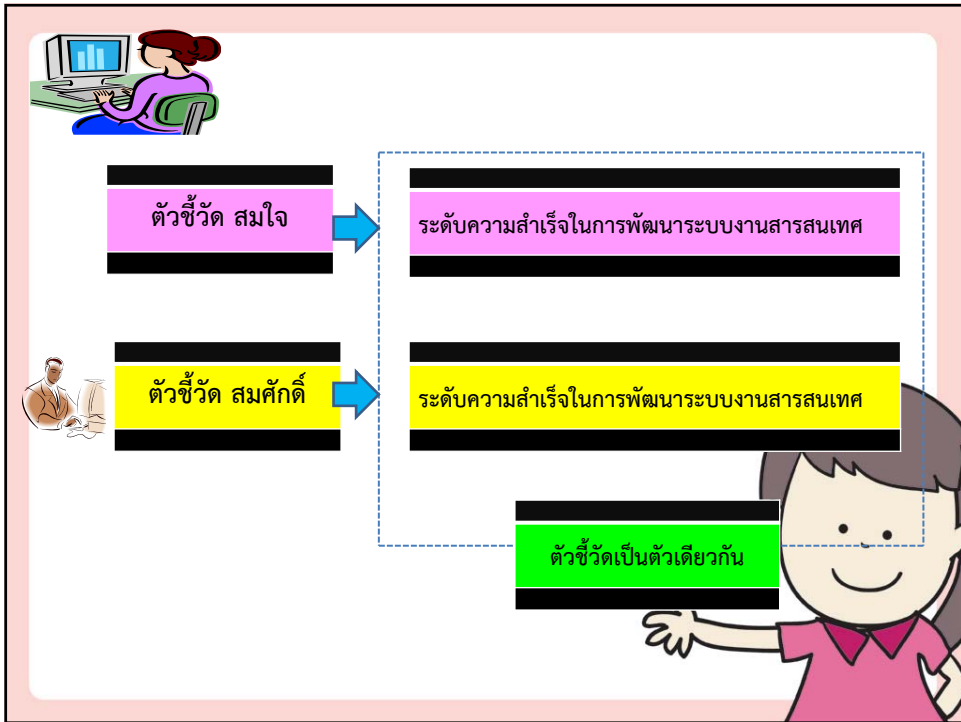 ตัวชี้วัด สมใจ
ระดับความสำเร็จในการพัฒนาระบบงานสารสนเทศ
ตัวชี้วัด สมศักดิ์
ระดับความสำเร็จในการพัฒนาระบบงานสารสนเทศ
ตัวชี้วัดเป็นตัวเดียวกัน